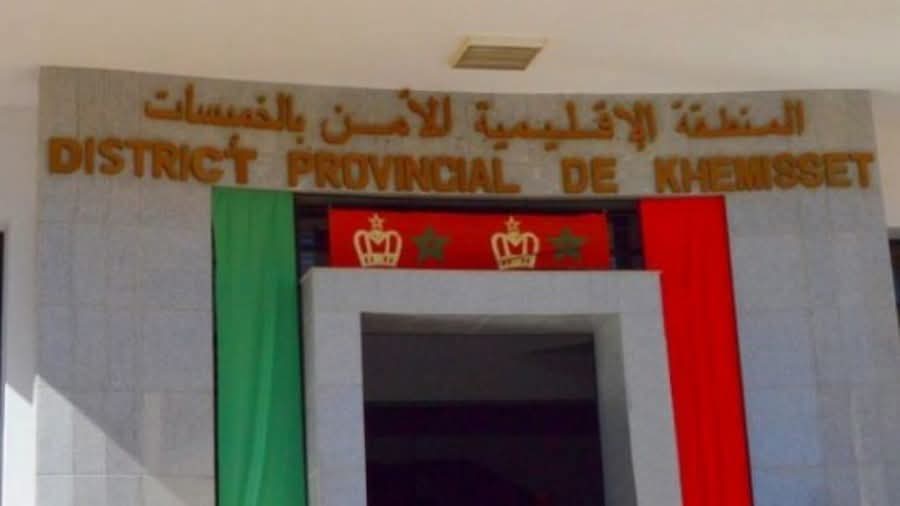 المنطقة الإقليمية للأمن بالخميسات
DISTRICT PROVINCIAL DE KHEMISSET